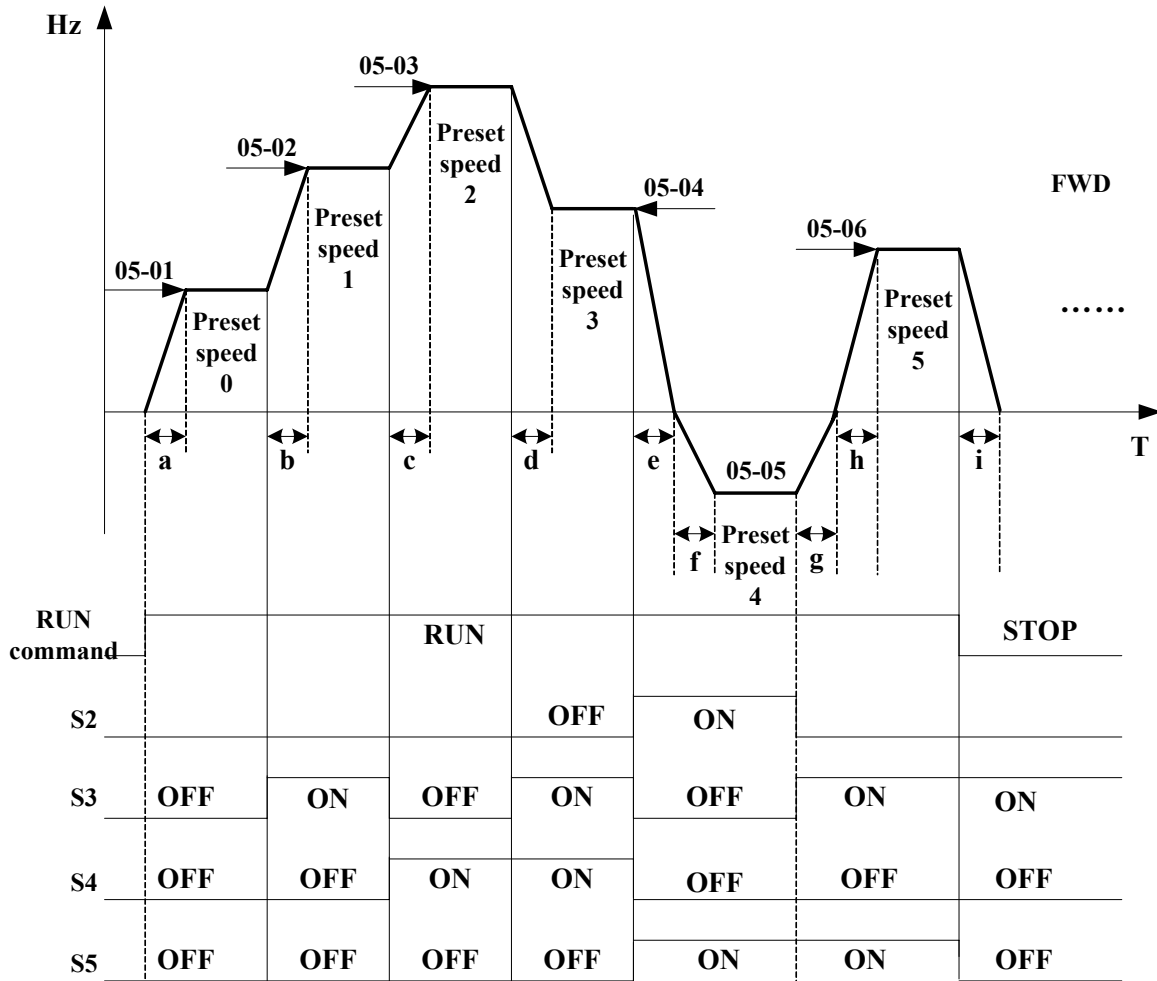 Hz
05-03
Preset
speed
2
05-02
Preset
speed
1
05-04
FWD
Preset
speed
3
05-06
05-01
Preset
speed
0
Preset
speed
5
......
T
a
b
c
d
e
h
i
05-05
f
Preset
speed
4
g
RUN
command
RUN
STOP
S2
OFF
ON
S3
OFF
ON
OFF
ON
OFF
ON
ON
S4
OFF
OFF
ON
ON
OFF
OFF
OFF
S5
OFF
OFF
OFF
OFF
ON
ON
OFF